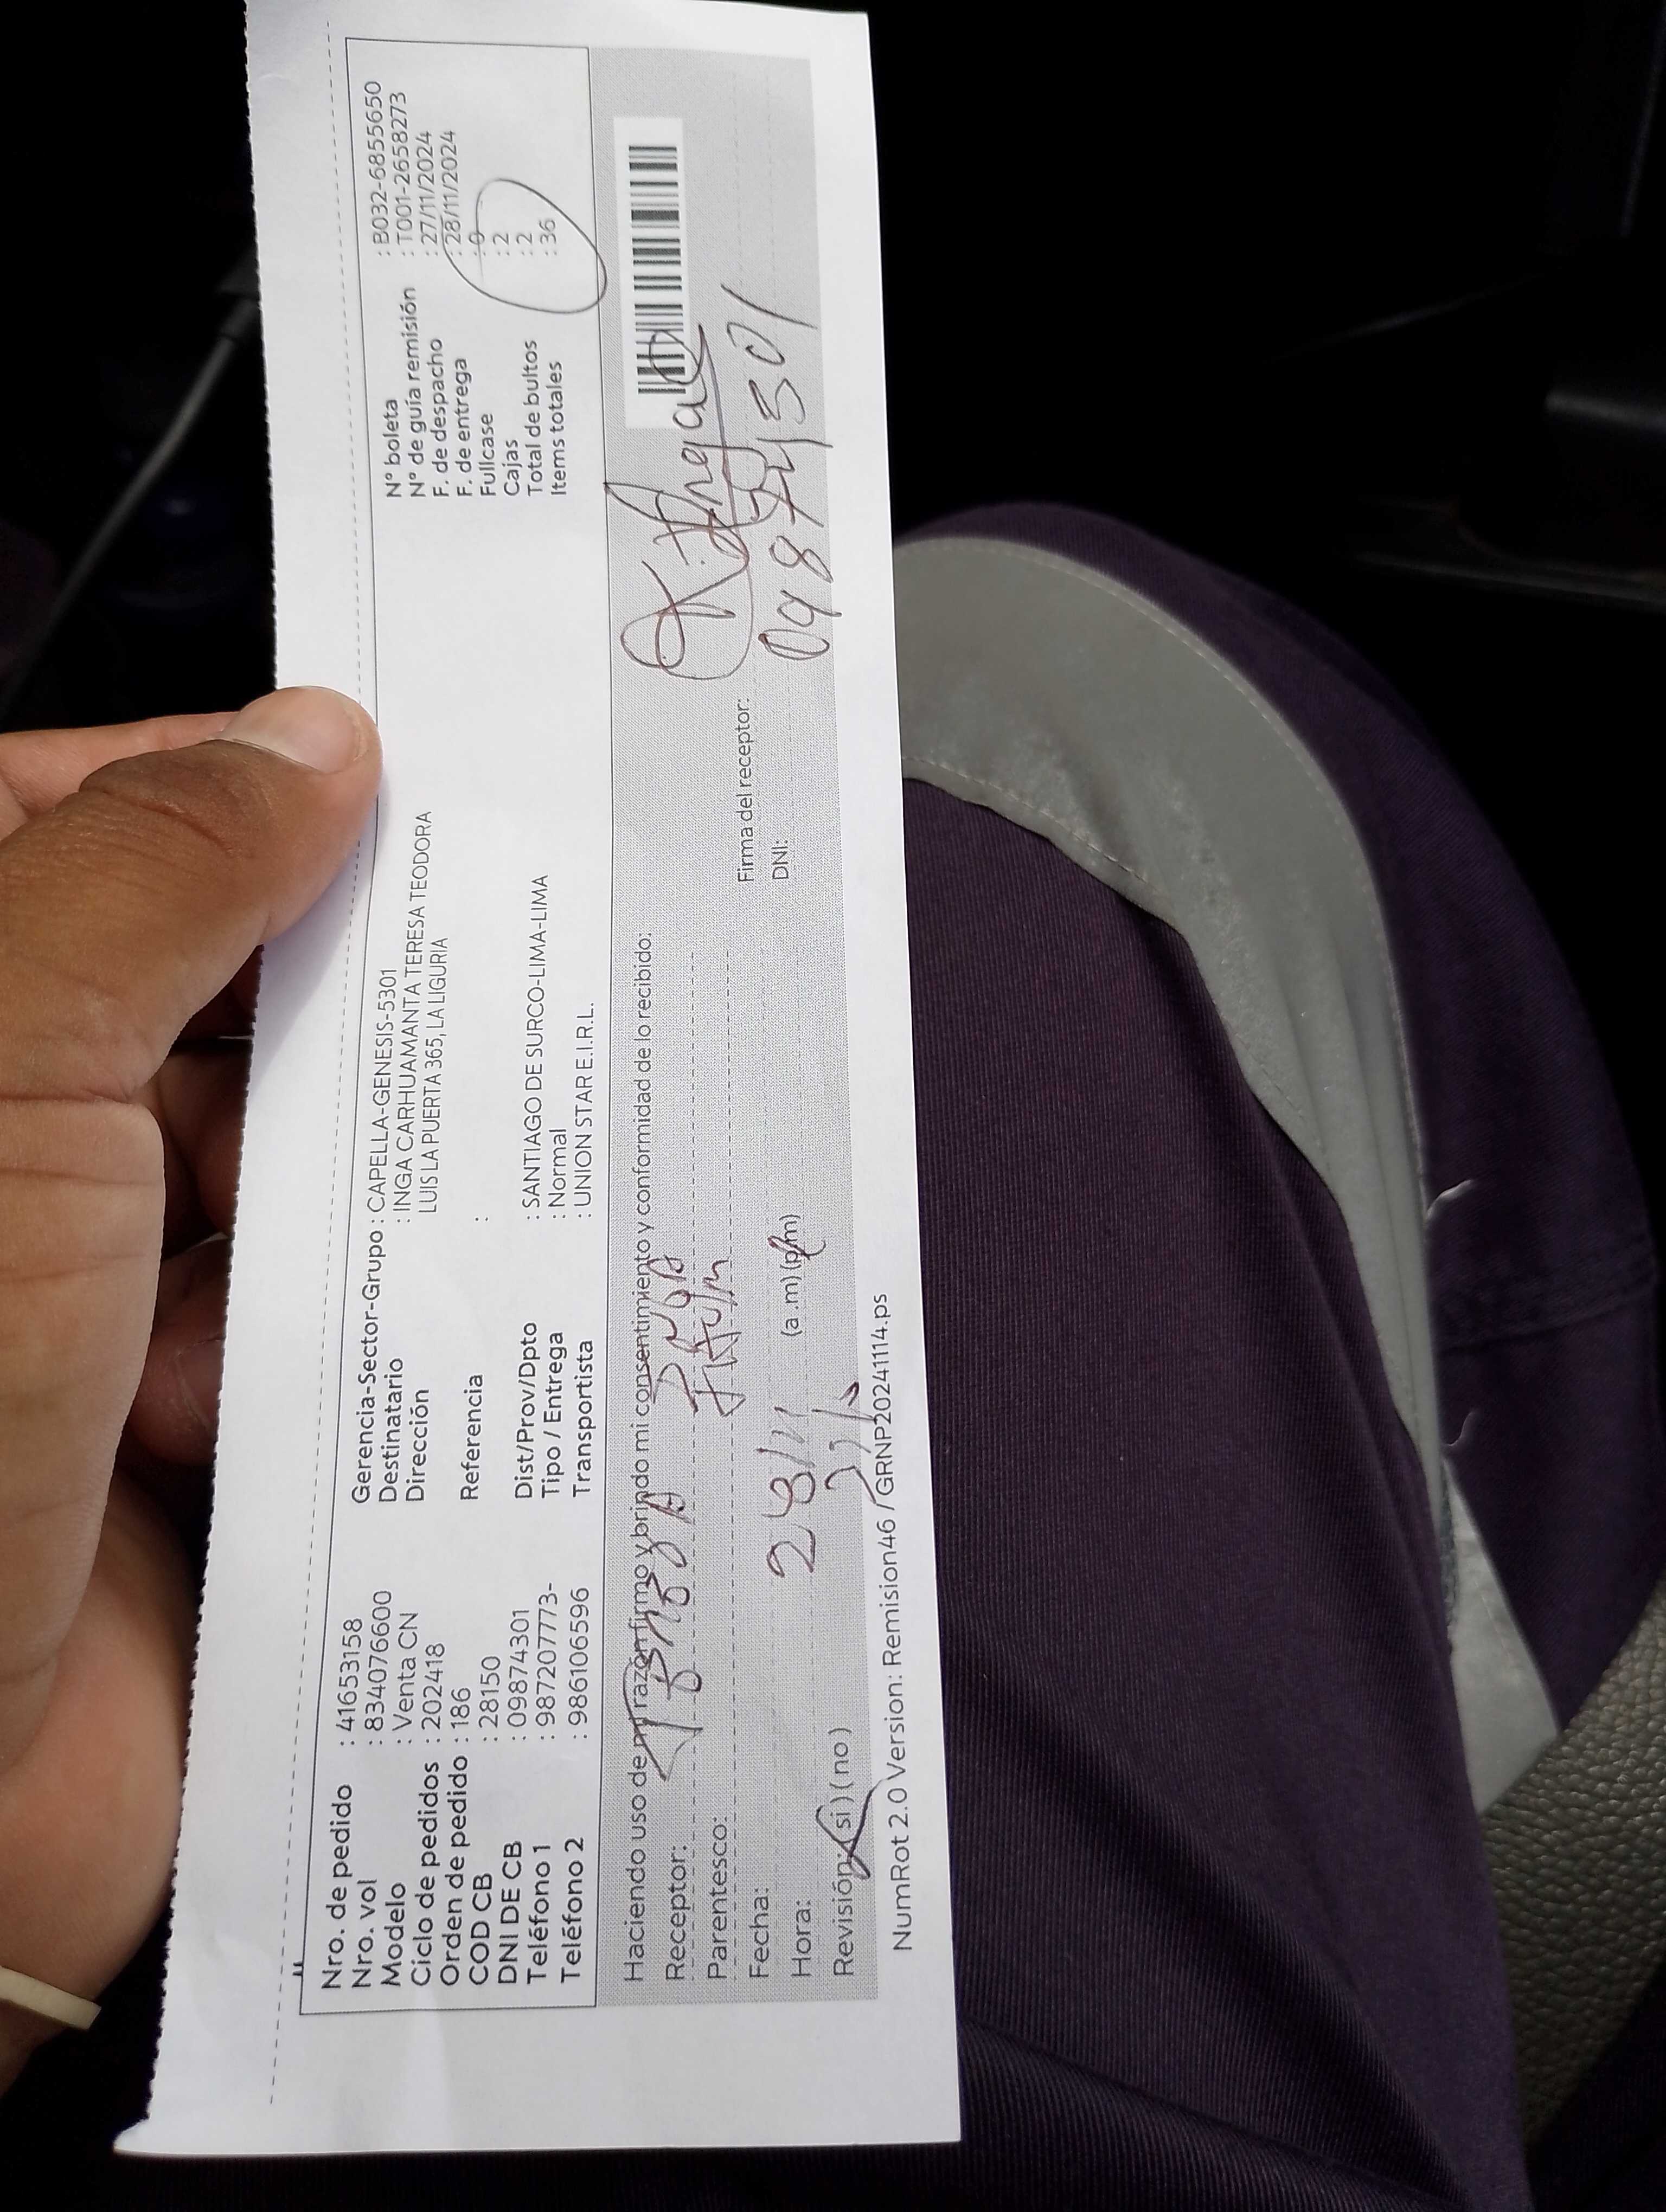 Nro. de pedido : 41653158
Nro. vol : 8340766600
Modelo : Venta CN
Ciclo de pedidos : 202418
Orden de pedido : 186
COD CB : 28150
DNI DE CB : 09874301
Teléfono 1 : 987207773-
Teléfono 2 : 986106596
Gerencia-Sector-Grupo : CAPELLA-GENESIS-5301
Destinatario : INGA CARHUAMANTA TERESA TEODORA
Dirección LUIS LA PUERTA 365, LA LIGURIA
Referencia :
Dist/Prov/Dpto : SANTIAGO DE SURCO-LIMA-LIMA
Tipo / Entrega : Normal
Transportista : UNION STAR E.I.R.L.
N° boleta : B032-6855650
N° de guía remisión : T001-2658273
F. de despacho : 27/11/2024
F. de entrega : 28/11/2024
Fullcase : 0
Cajas : 2
Total de bultos : 2
Items totales : 36
Haciendo uso de mi razón firmo y brindo mi consentimiento y conformidad de lo recibido:
Receptor:
Parentesco:
Fecha: 28/11
Hora: (a.m) (p.m)
Revisión: (si) (no)
Firma del receptor:
DNI: 09874301
NumRot 2.0 Version: Remision46 / GRNP20241114.ps